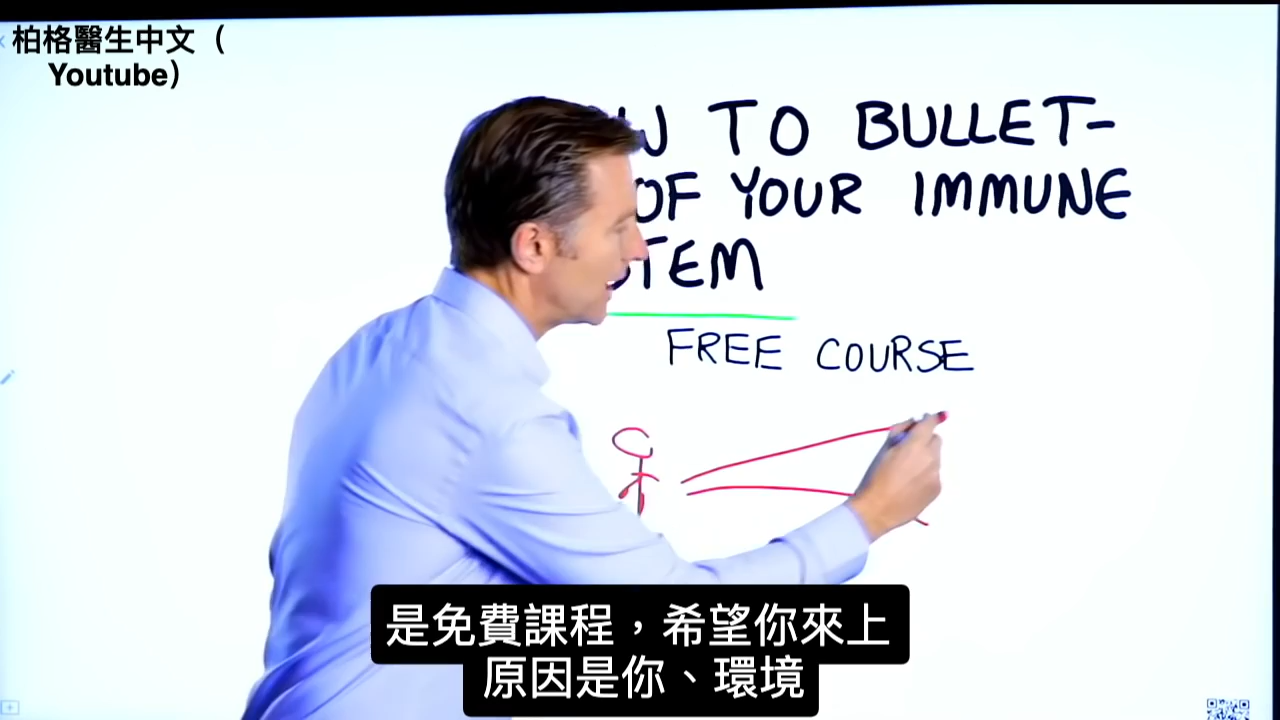 柏格醫生中文（
Youtube）
W TO BULLET-
OF YOUR IMMUNE
STEM
FREE COURSE
是免費課程，希望你來上
原因是你、環境